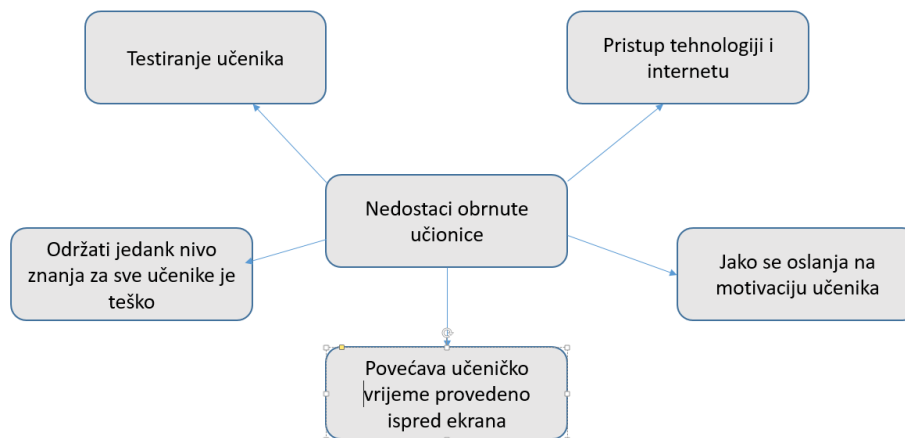 Testiranje učenika
Pristup tehnologiji i
internetu
Nedostaci obrnute
učionice
Održati jedank nivo
znanja za sve učenike je
teško
Jako se oslanja na
motivaciju učenika
Povećava učeničko
vrijeme provedeno
ispred ekrana